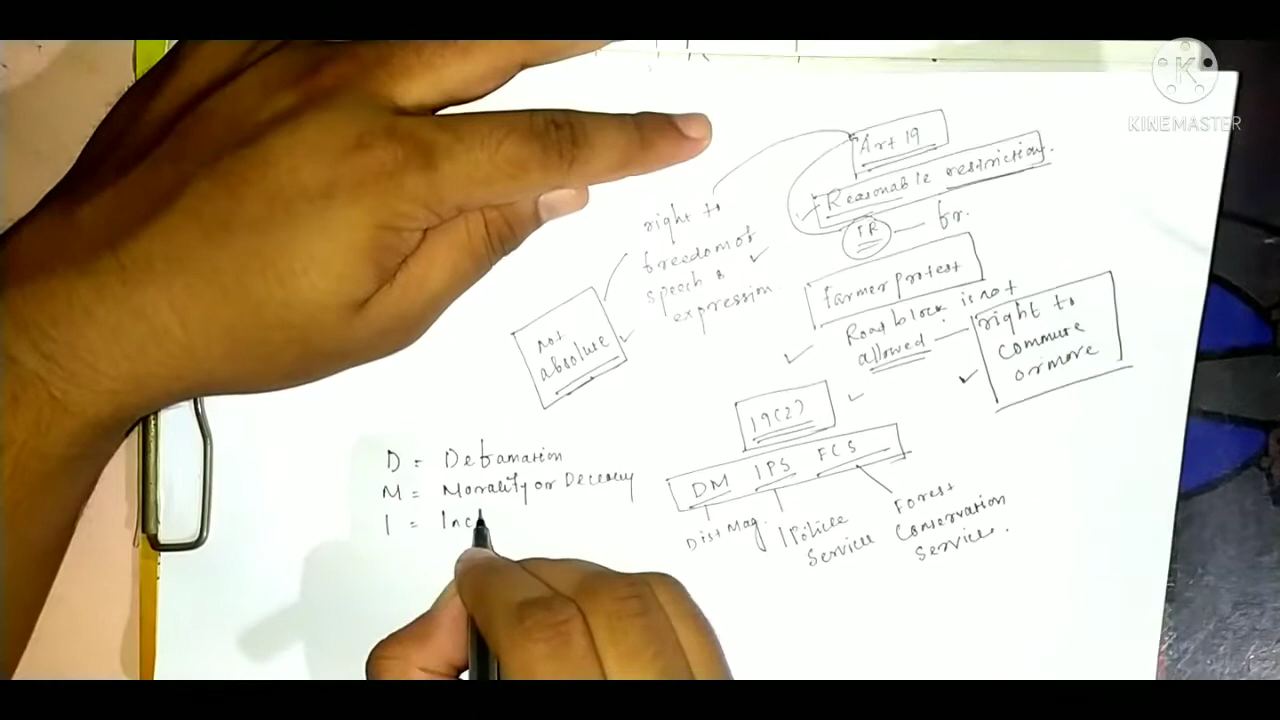 KINEMASTER
Art 19
Reasonable restriction.
FR
fr.
right to
freedom of
speech &
expression.
not
absolute
Farmer Protest
Road block is not
allowed
right to
commute
or move
19(2)
DM IPS FCS
Dist Mag.
Police
Service
Forest
Conservation
Service.
D = Defamation
M = Morality or Decency
I = Inc